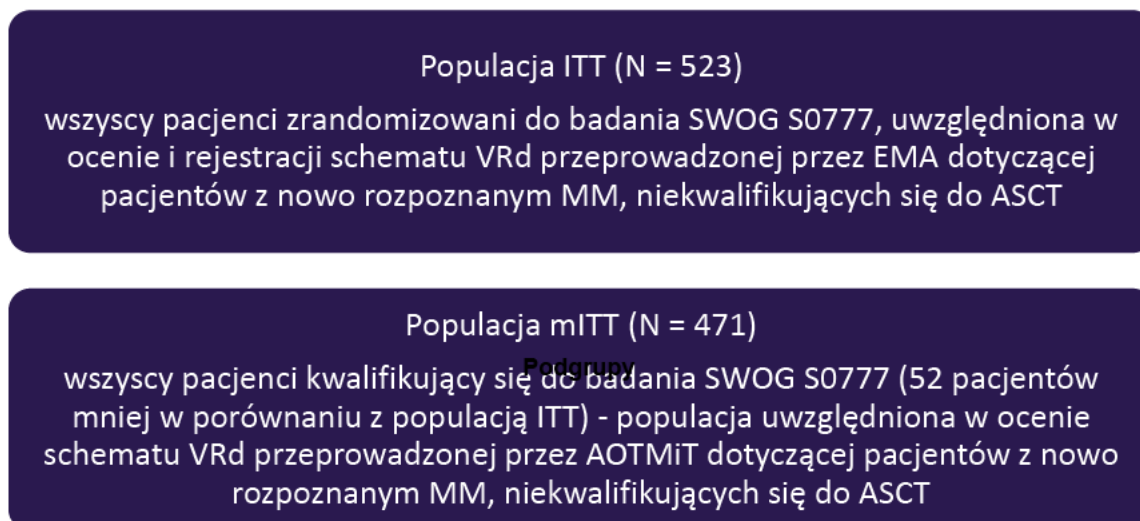 Populacja ITT (N = 523)
wszyscy pacjenci zrandomizowani do badania SWOG S0777, uwzględniona w
ocenie i rejestracji schematu VRd przeprowadzonej przez EMA dotyczącej
pacjentów z nowo rozpoznanym MM, niekwalifikujących się do ASCT
Populacja mITT (N = 471)
Podgrupy
wszyscy pacjenci kwalifikujący się do badania SWOG S0777 (52 pacjentów
mniej w porównaniu z populacją ITT) - populacja uwzględniona w ocenie
schematu VRd przeprowadzonej przez AOTMiT dotyczącej pacjentów z nowo
rozpoznanym MM, niekwalifikujących się do ASCT